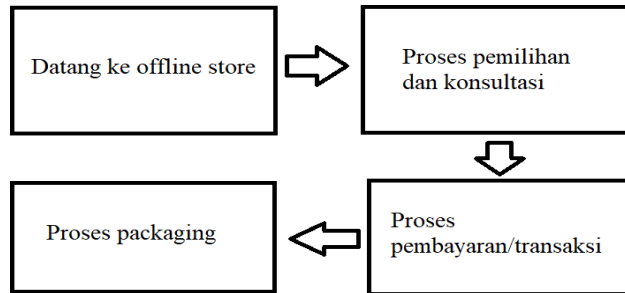 Datang ke offline store
Proses pemilihan
dan konsultasi
Proses
pembayaran/transaksi
Proses packaging